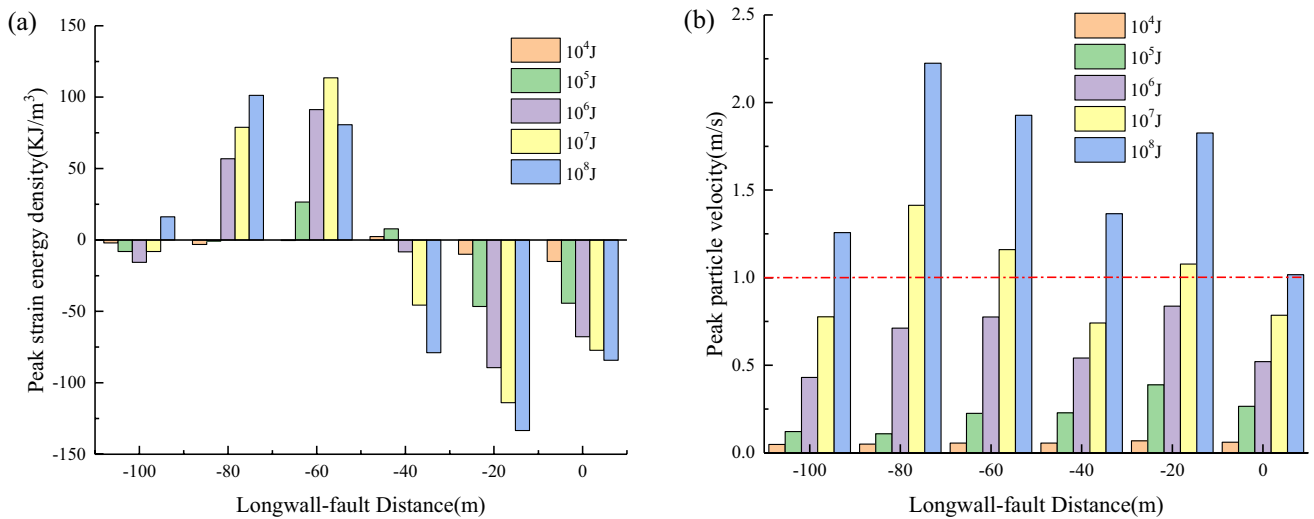 (a)
Peak strain energy density(KJ/m³)
150
100
50
0
-50
-100
-150
10⁴J
10⁵J
10⁶J
10⁷J
10⁸J
-100 -80 -60 -40 -20 0
Longwall-fault Distance(m)
(b)
Peak particle velocity(m/s)
2.5
2.0
1.5
1.0
0.5
0.0
10⁴J
10⁵J
10⁶J
10⁷J
10⁸J
-100 -80 -60 -40 -20 0
Longwall-fault Distance(m)